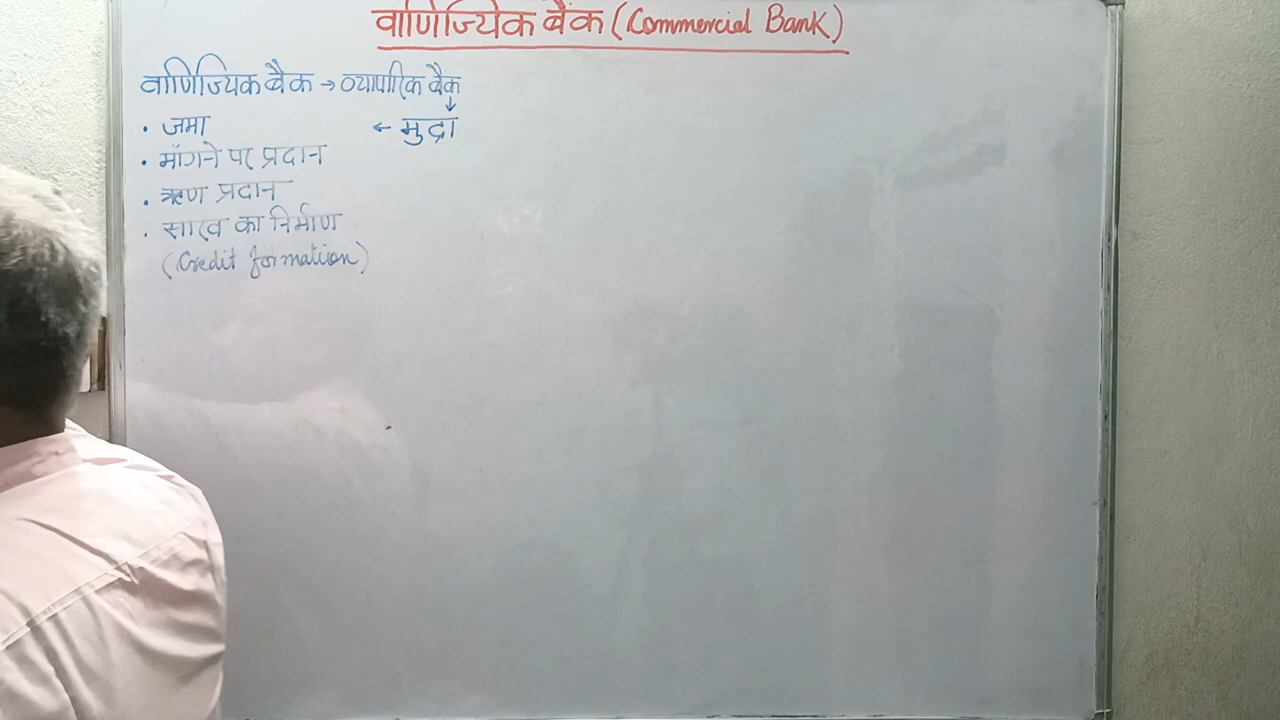 वाणिज्यिक बैंक (Commercial Bank)
वाणिज्यिक बैंक → व्यापारिक बैंक
↓
• जमा ← मुद्रा
• माँगने पर प्रदान
• ऋण प्रदान
• साख का निर्माण
(Credit formation)